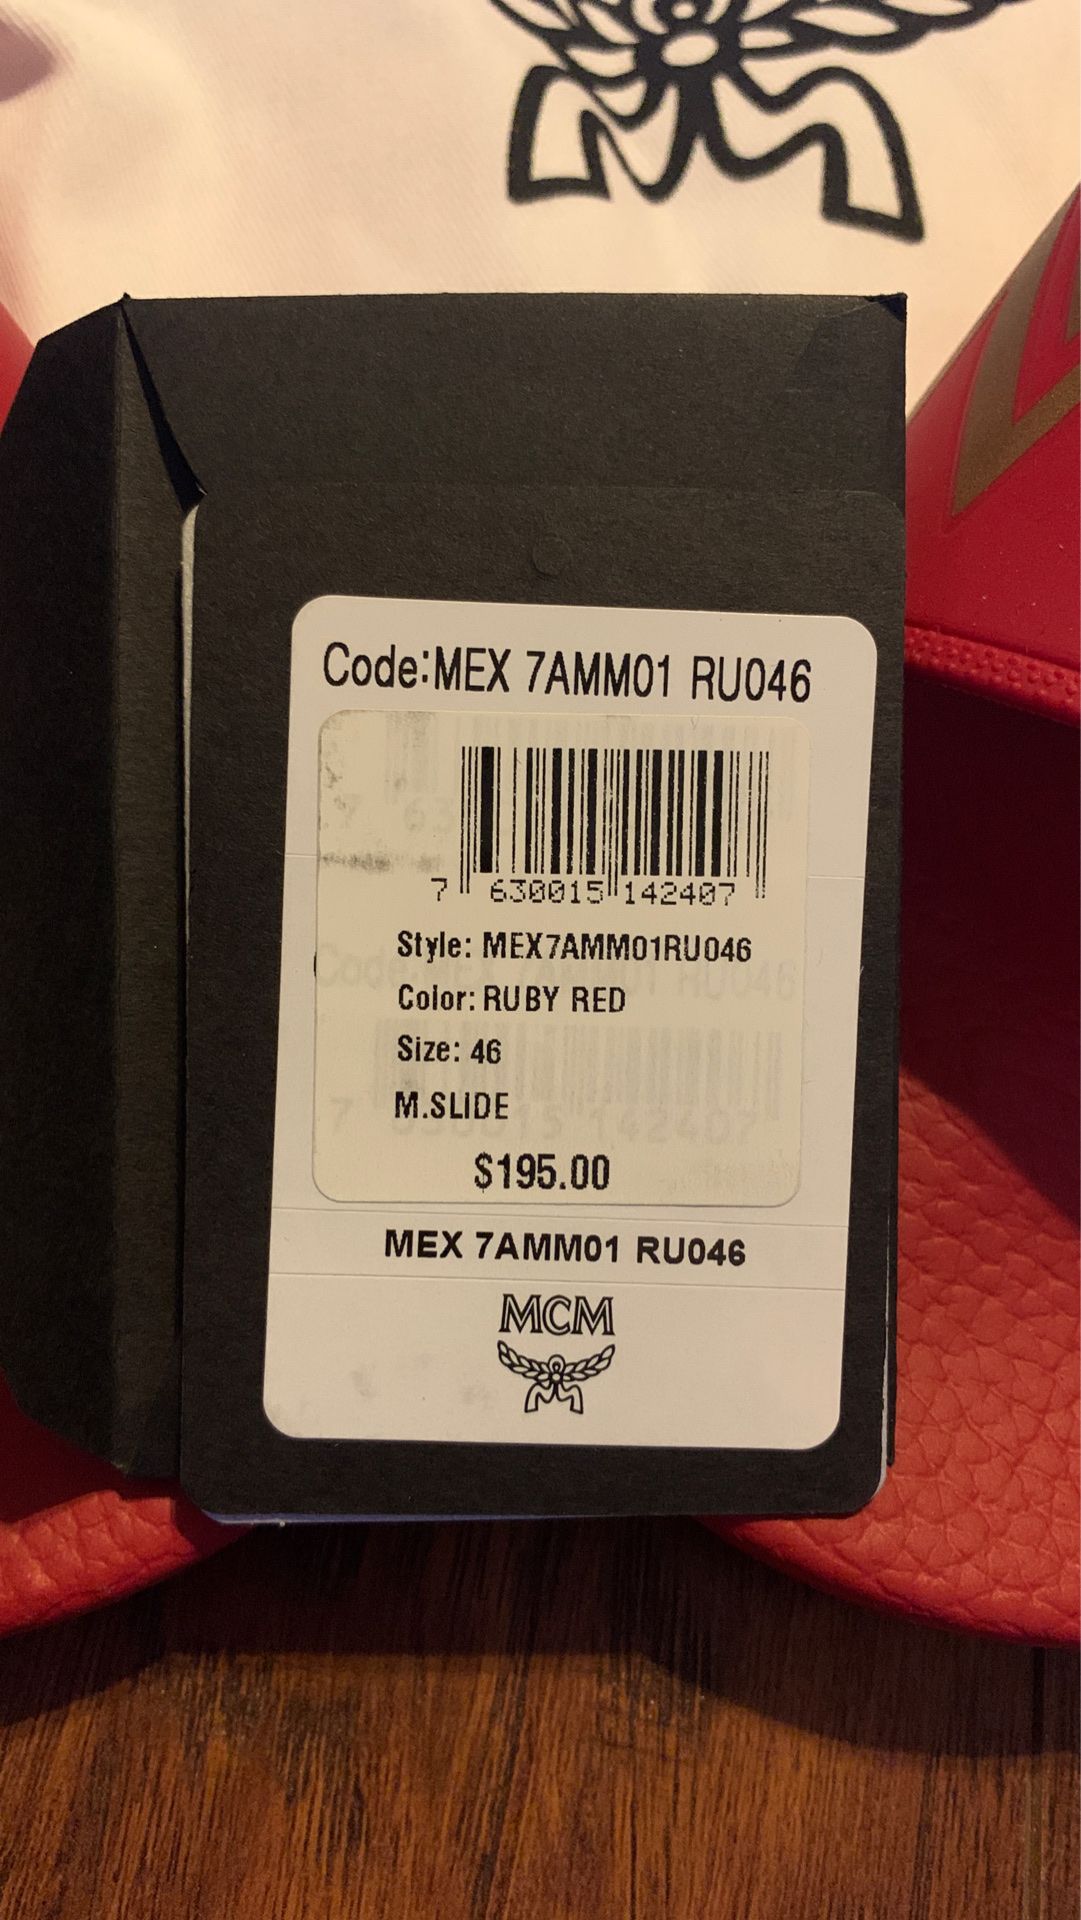 Code:MEX 7AMM01 RU046
7 630015 142407
Style: MEX7AMM01RU046
Color: RUBY RED
Size: 46
M.SLIDE
$195.00
MEX 7AMM01 RU046
MCM